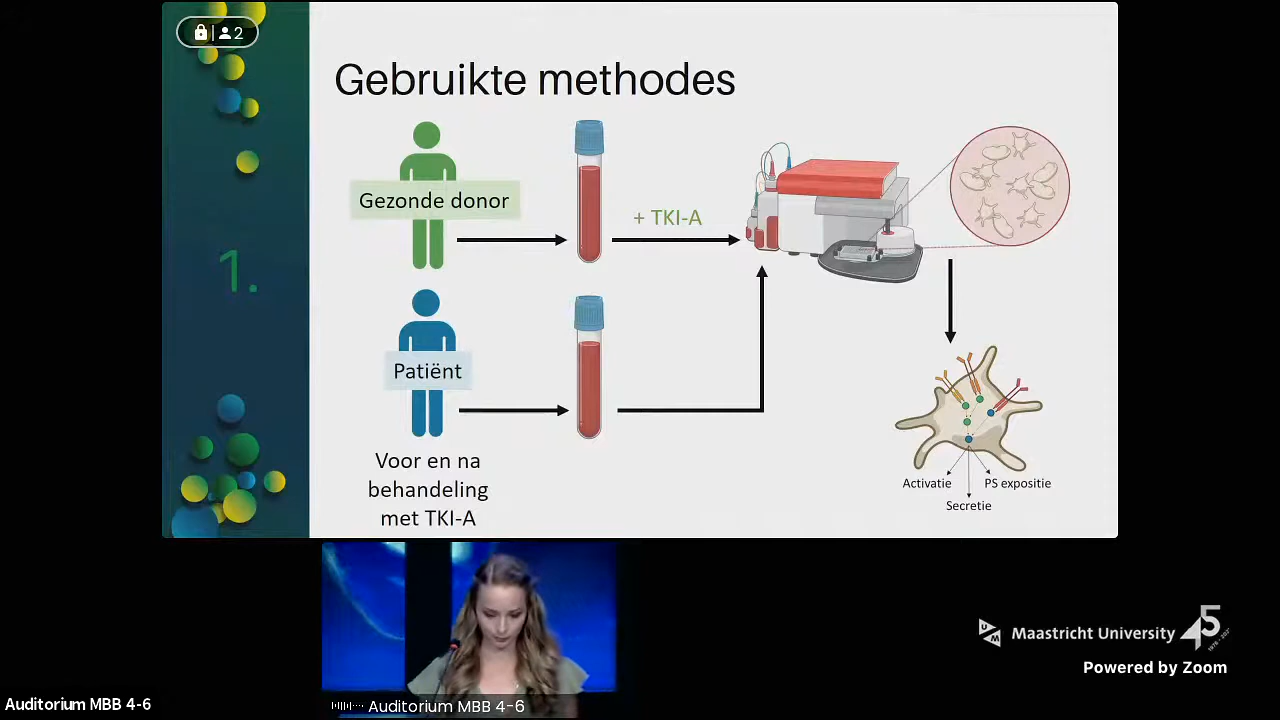 2
Gebruikte methodes
Gezonde donor
+ TKI-A
1.
Patiënt
Voor en na
behandeling
met TKI-A
Activatie
PS expositie
Secretie
Maastricht University
45
Powered by Zoom
Auditorium MBB 4-6
Auditorium MBB 4-6